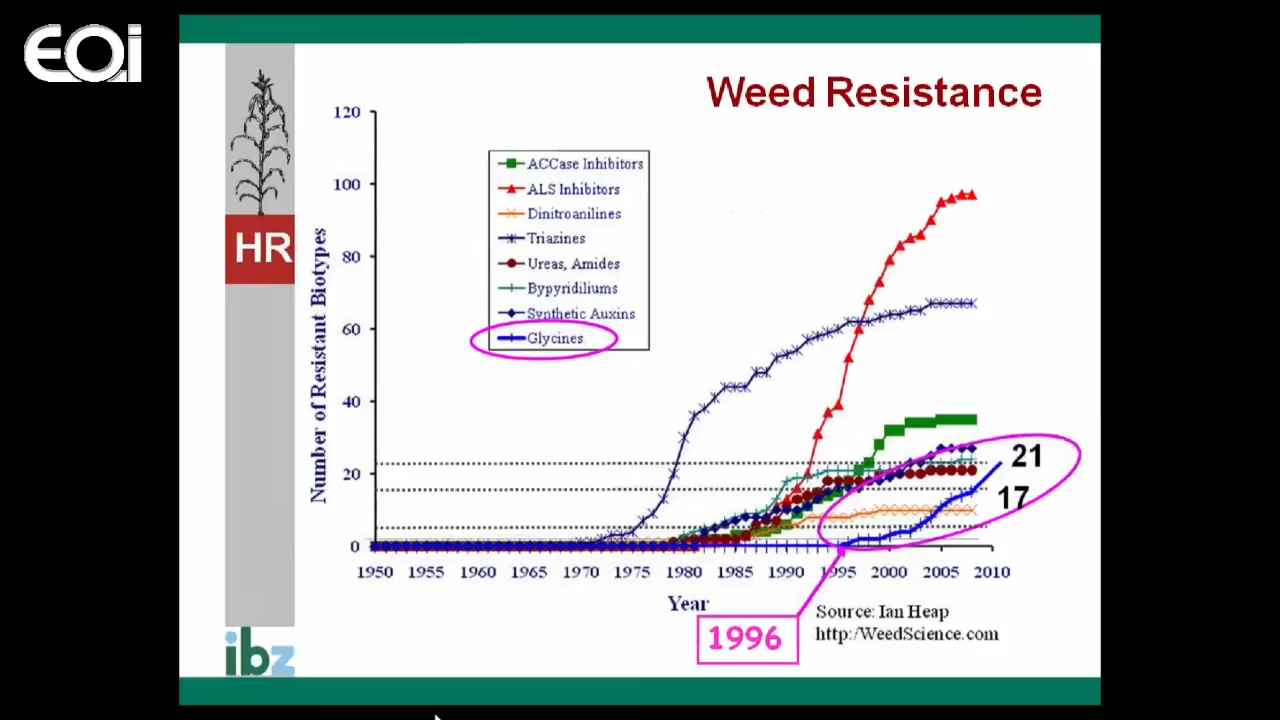 EQi
Weed Resistance
HR
Number of Resistant Biotypes
120
100
80
60
40
20
0
ACCase Inhibitors
ALS Inhibitors
Dinitroanilines
Triazines
Ureas, Amides
Bypyridiliums
Synthetic Auxins
Glycines
21
17
1950 1955 1960 1965 1970 1975 1980 1985 1990 1995 2000 2005 2010
Year
1996
Source: Ian Heap
http:/WeedScience.com
ibz